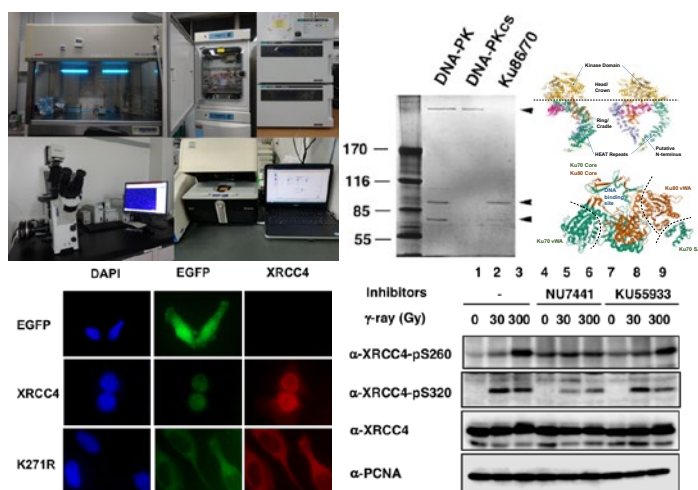 DNA-PK
DNA-PKcs
Ku86/70
170
116
85
55
Kinase Domain
Head/
Crown
Ring/
Cradle
HEAT Repeats
Putative
N-terminus
Ku70 Core
Ku80 Core
DNA
binding
site
Ku80 vWA
Ku70 vWA
Ku70 S
DAPI EGFP XRCC4
EGFP
XRCC4
K271R
1 2 3 4 5 6 7 8 9
Inhibitors - NU7441 KU55933
γ-ray (Gy) 0 30 300 0 30 300 0 30 300
α-XRCC4-pS260
α-XRCC4-pS320
α-XRCC4
α-PCNA